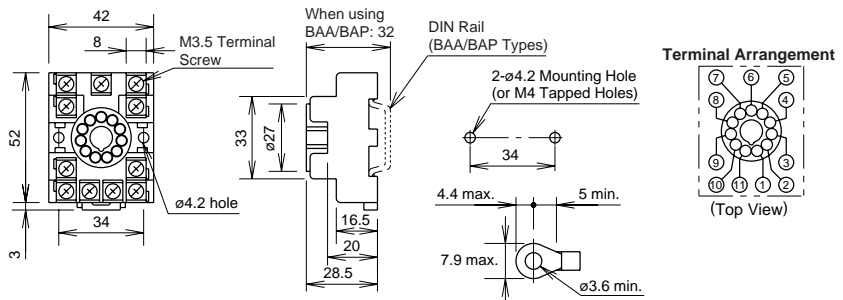 42
8
M3.5 Terminal
Screw
52
3
34
ø4.2 hole
When using
BAA/BAP: 32
DIN Rail
(BAA/BAP Types)
33
ø27
16.5
20
28.5
2-ø4.2 Mounting Hole
(or M4 Tapped Holes)
34
4.4 max.
5 min.
7.9 max.
ø3.6 min.
Terminal Arrangement
7 6 5
8 4
9 3
10 11 1 2
(Top View)